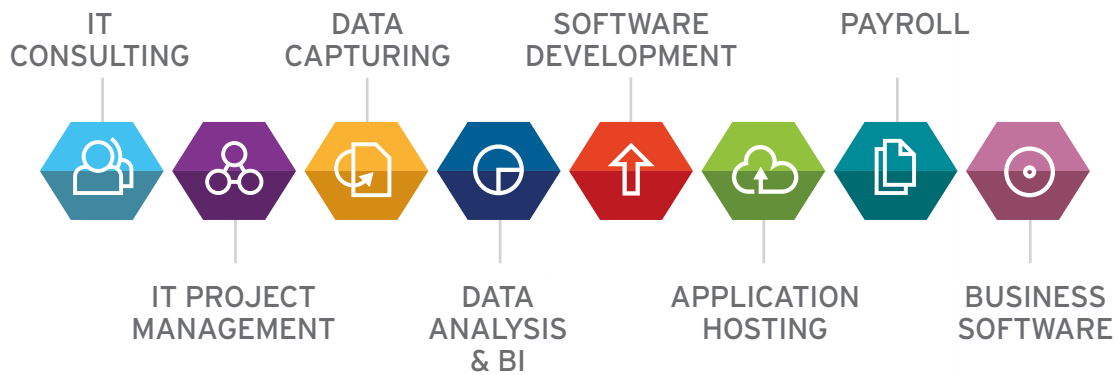 IT
CONSULTING
DATA
CAPTURING
SOFTWARE
DEVELOPMENT
PAYROLL
IT PROJECT
MANAGEMENT
DATA
ANALYSIS
& BI
APPLICATION
HOSTING
BUSINESS
SOFTWARE